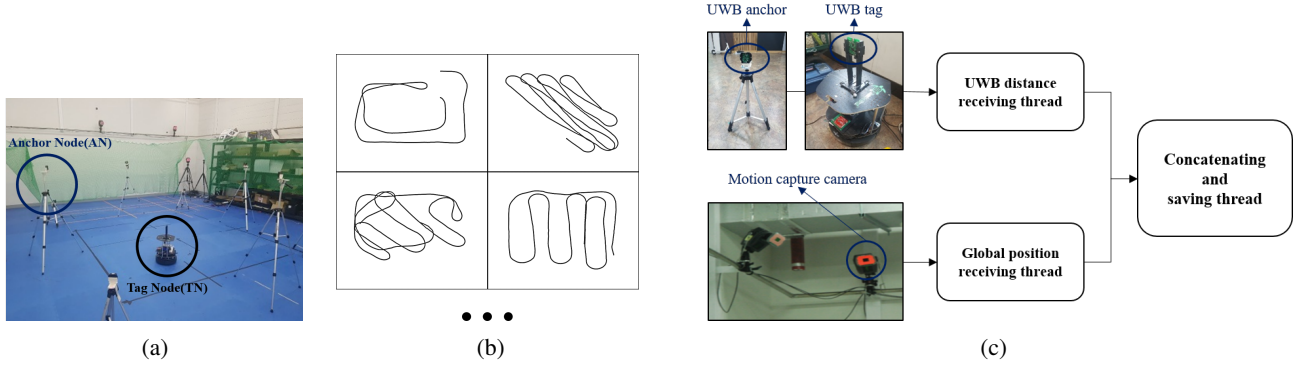 Anchor Node(AN)
Tag Node(TN)
(a)
(b)
UWB anchor
UWB tag
UWB distance
receiving thread
Motion capture camera
Global position
receiving thread
Concatenating
and
saving thread
(c)